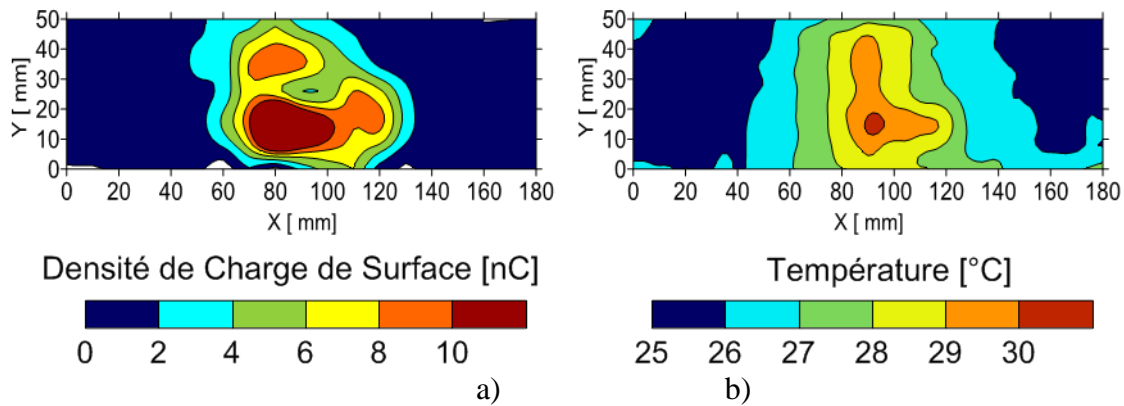 50
40
30
20
10
0
Y [ mm]
0 20 40 60 80 100 120 140 160 180
X [ mm]
Densité de Charge de Surface [nC]
0 2 4 6 8 10
a)
50
40
30
20
10
0
Y [ mm]
0 20 40 60 80 100 120 140 160 180
X [ mm]
Température [°C]
25 26 27 28 29 30
b)